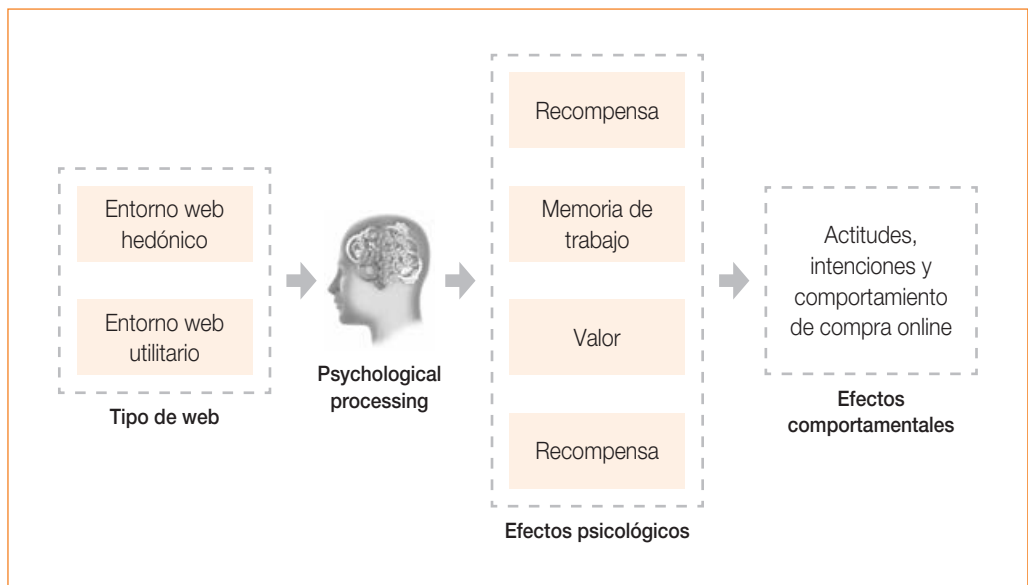 Entorno web
hedónico
Entorno web
utilitario
Tipo de web
Psychological
processing
Recompensa
Memoria de
trabajo
Valor
Recompensa
Efectos psicológicos
Actitudes,
intenciones y
comportamiento
de compra online
Efectos
comportamentales